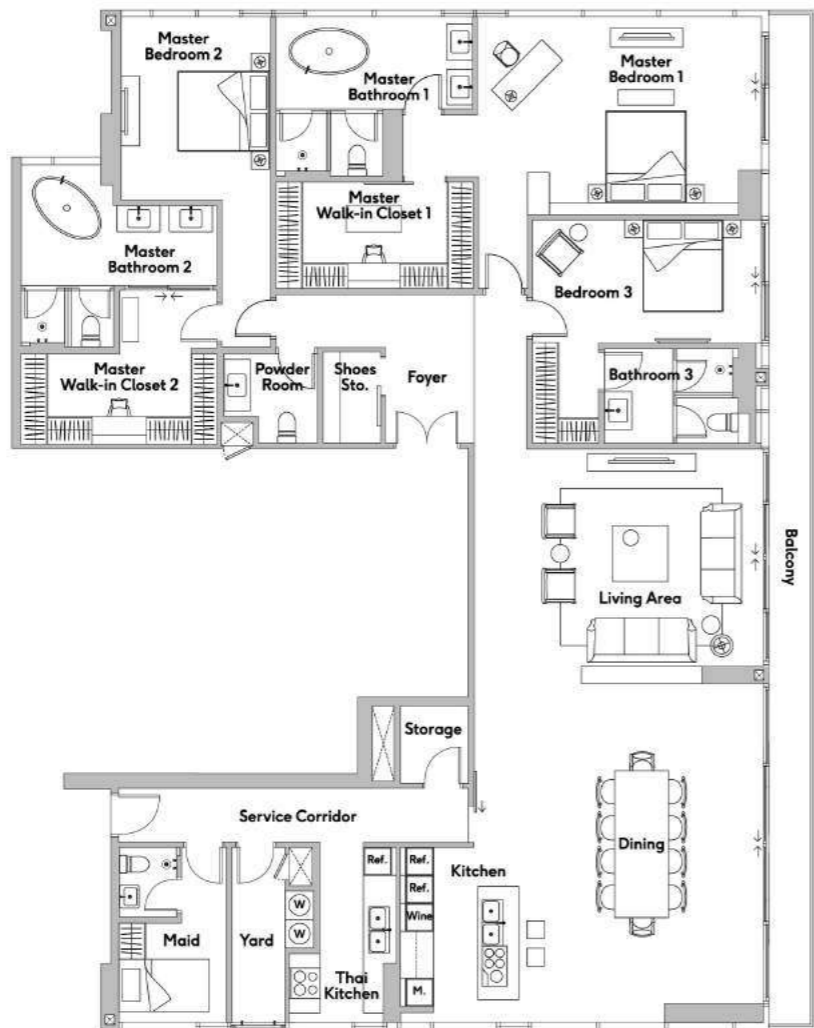 Master
Bedroom 2
Master
Bathroom 1
Master
Bedroom 1
Master
Walk-in Closet 1
Master
Bathroom 2
Bedroom 3
Master
Walk-in Closet 2
Powder
Room
Shoes
Sto.
Foyer
Bathroom 3
Balcony
Living Area
Storage
Service Corridor
Dining
Ref.
Ref.
Kitchen
Ref.
Wine
W
W
Maid
Yard
Thai
Kitchen
M.